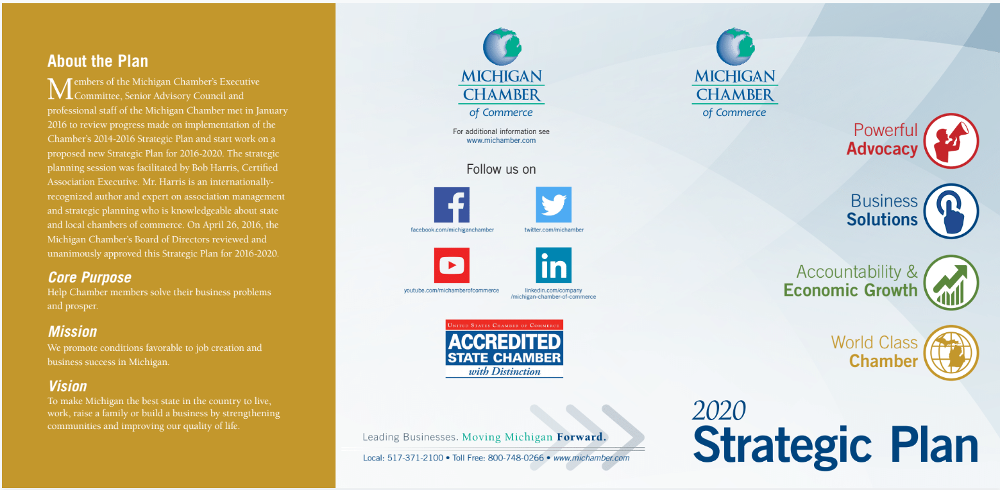 About the Plan
Members of the Michigan Chamber's Executive
Committee, Senior Advisory Council and
professional staff of the Michigan Chamber met in January
2016 to review progress made on implementation of the
Chamber's 2014-2016 Strategic Plan and start work on a
proposed new Strategic Plan for 2016-2020. The strategic
planning session was facilitated by Bob Harris, Certified
Association Executive. Mr. Harris is an internationally-
recognized author and expert on association management
and strategic planning who is knowledgeable about state
and local chambers of commerce. On April 26, 2016, the
Michigan Chamber's Board of Directors reviewed and
unanimously approved this Strategic Plan for 2016-2020.
Core Purpose
Help Chamber members solve their business problems
and prosper.
Mission
We promote conditions favorable to job creation and
business success in Michigan.
Vision
To make Michigan the best state in the country to live,
work, raise a family or build a business by strengthening
communities and improving our quality of life.
MICHIGAN
CHAMBER
of Commerce
For additional information see
www.michamber.com
Follow us on
facebook.com/michiganchamber
twitter.com/michamber
youtube.com/michamberofcommerce
in
linkedin.com/company
/michigan-chamber-of-commerce
UNITED STATES CHAMBER OF COMMERCE
ACCREDITED
STATE CHAMBER
with Distinction
Leading Businesses. Moving Michigan Forward.
Local: 517-371-2100 • Toll Free: 800-748-0266 • www.michamber.com
MICHIGAN
CHAMBER
of Commerce
Powerful
Advocacy
Business
Solutions
Accountability &
Economic Growth
World Class
Chamber
2020
Strategic Plan